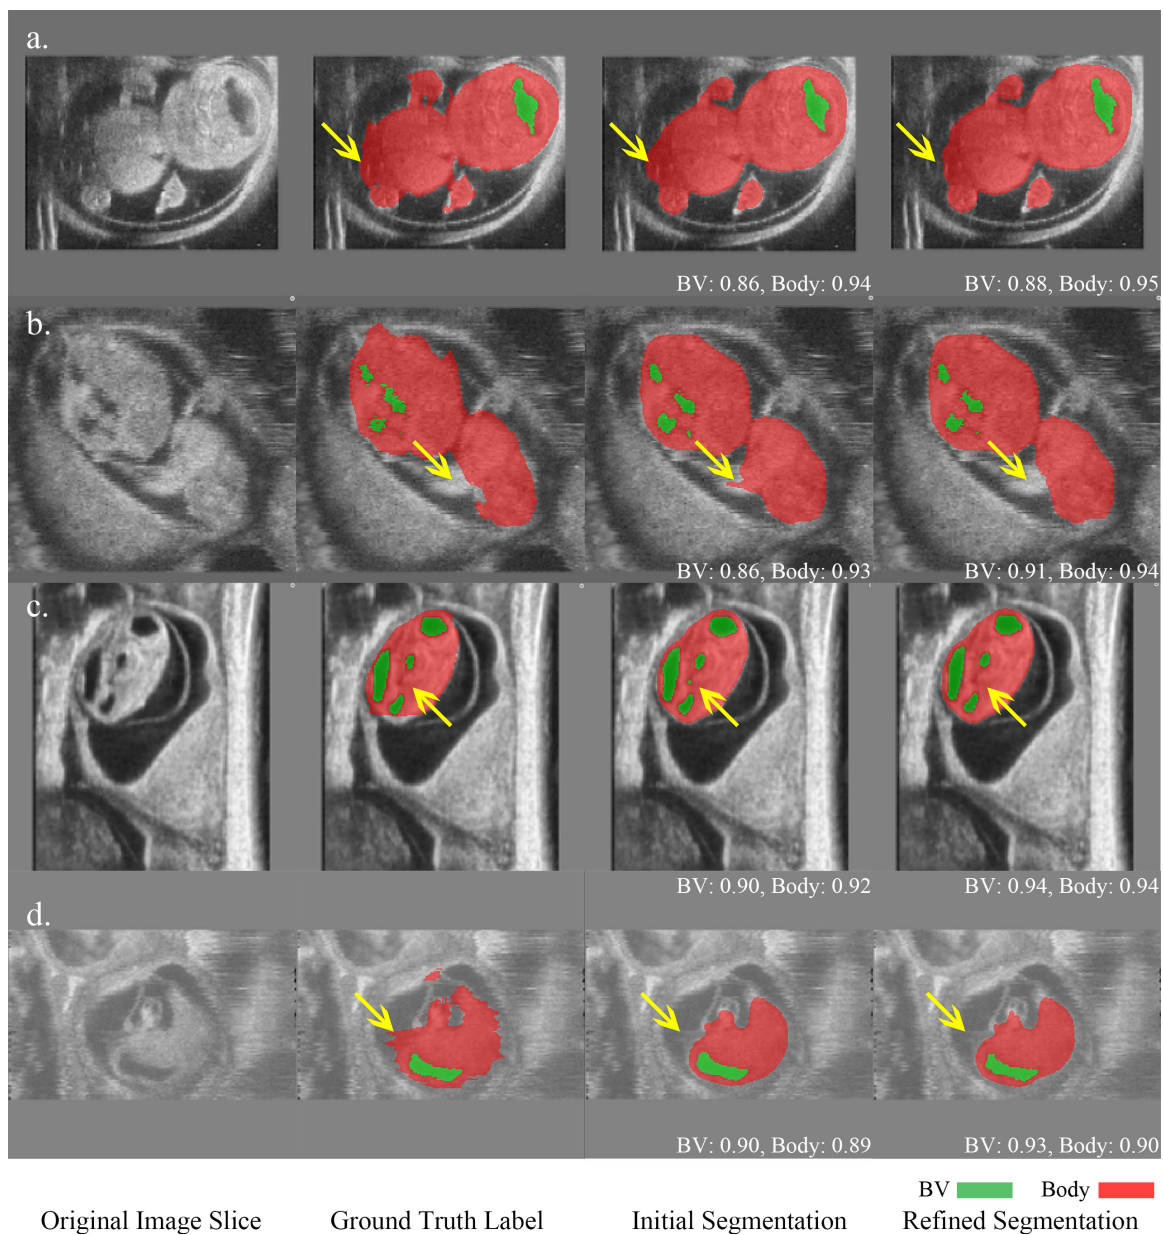 a.
BV: 0.86, Body: 0.94
BV: 0.88, Body: 0.95
b.
BV: 0.86, Body: 0.93
BV: 0.91, Body: 0.94
c.
BV: 0.90, Body: 0.92
BV: 0.94, Body: 0.94
d.
BV: 0.90, Body: 0.89
BV: 0.93, Body: 0.90
BV
Body
Original Image Slice
Ground Truth Label
Initial Segmentation
Refined Segmentation